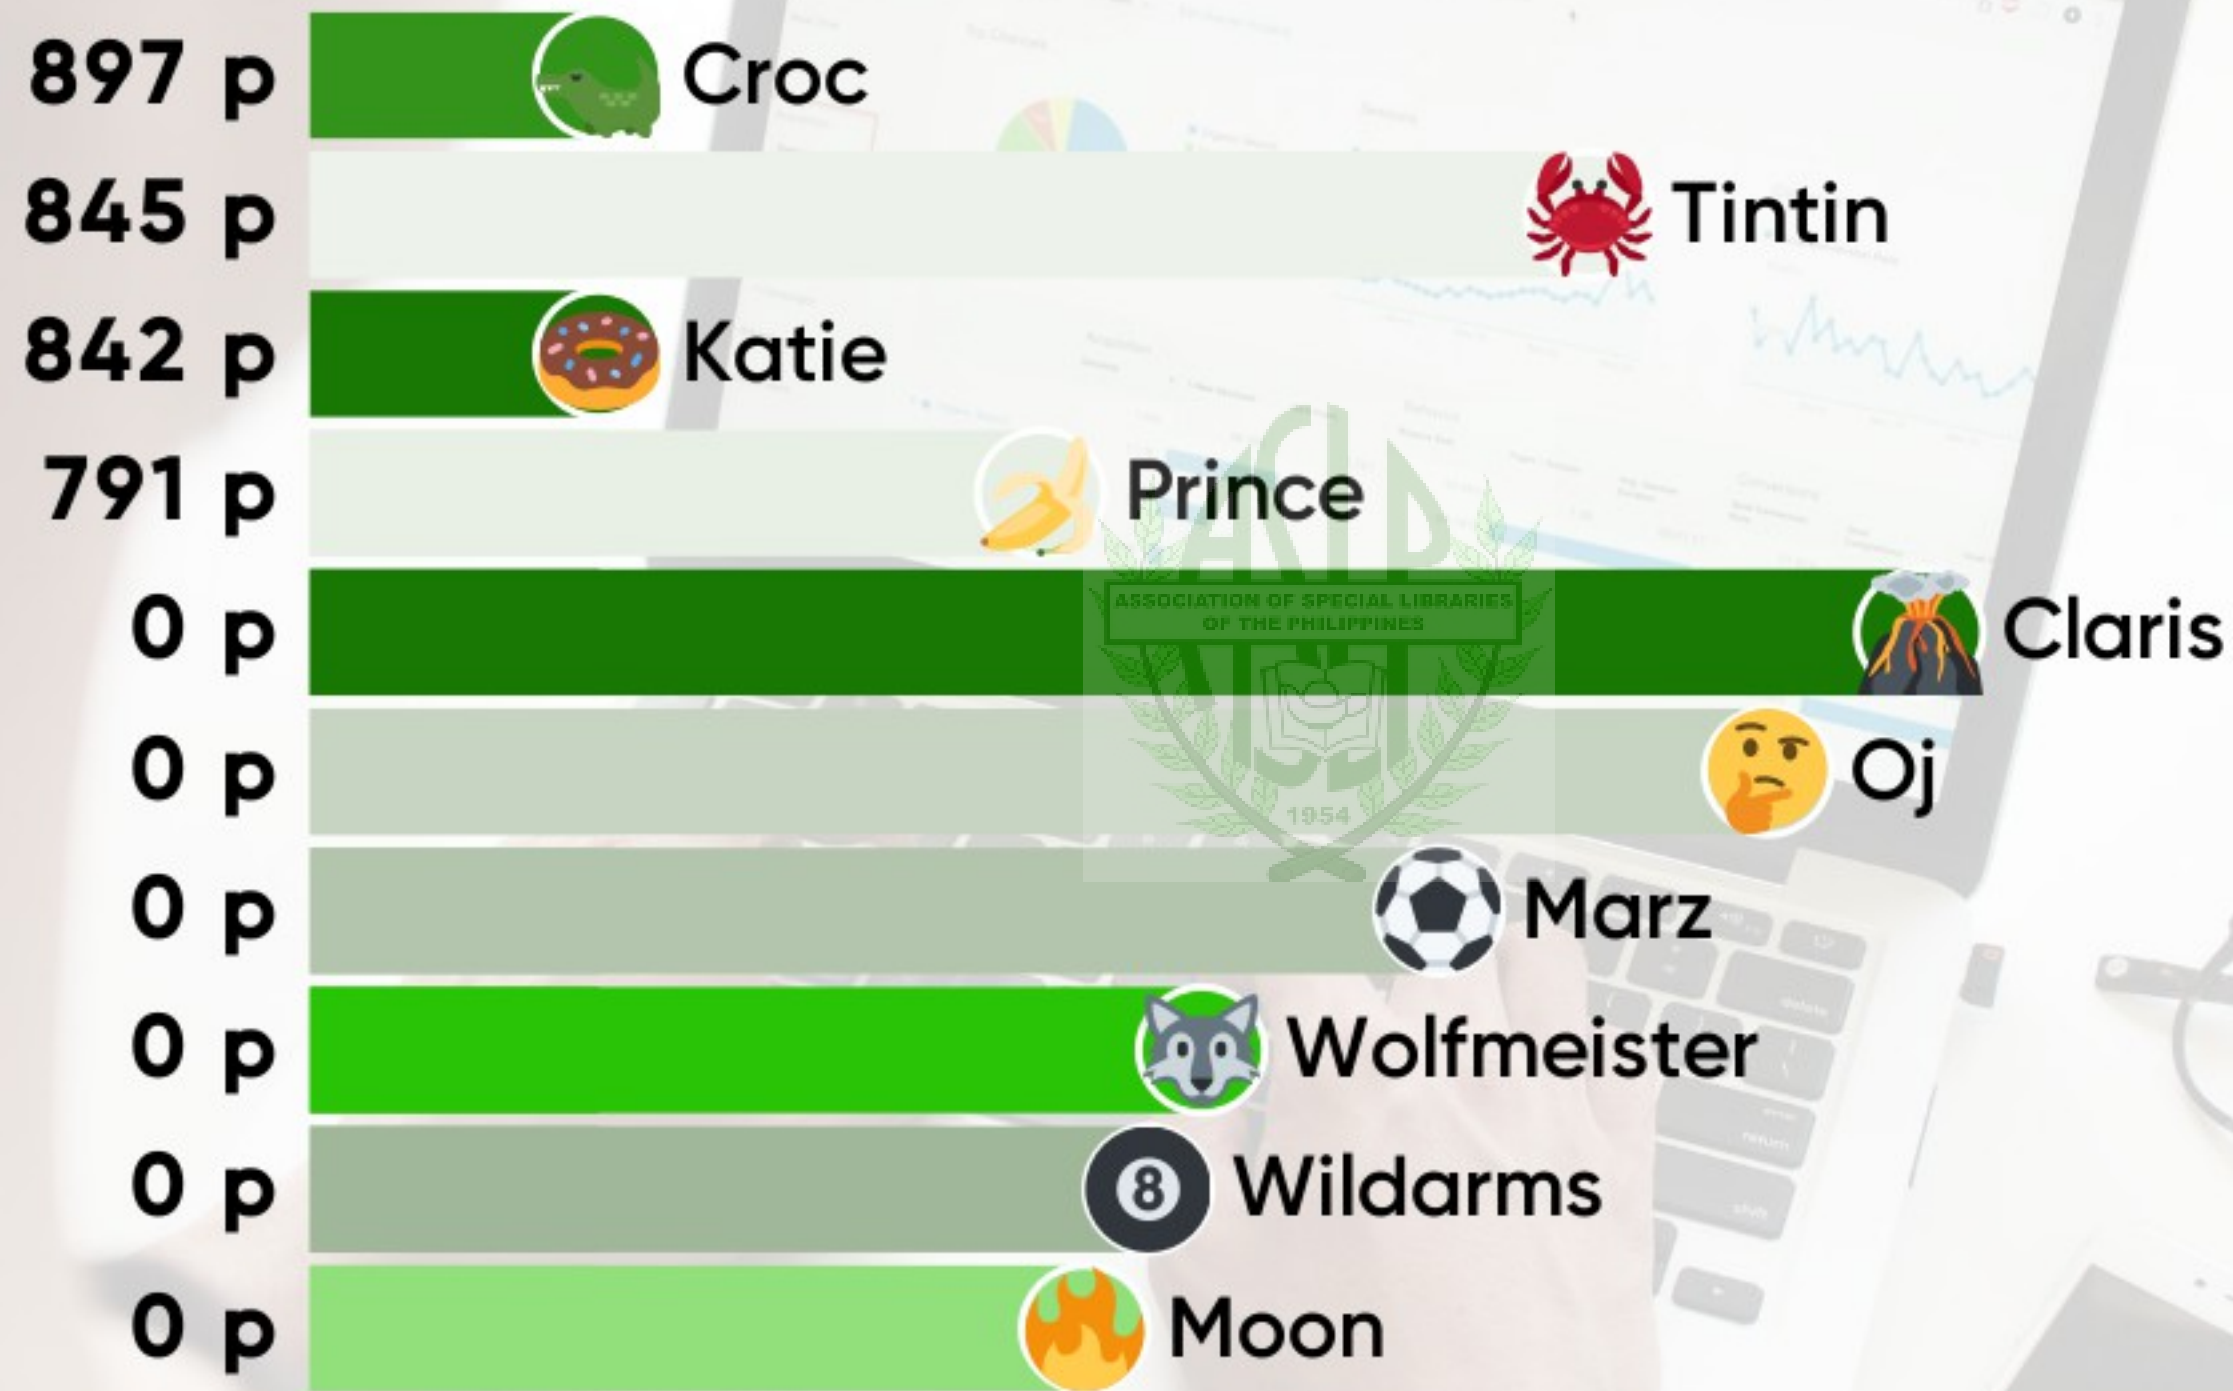 897 p Croc
845 p Tintin
842 p Katie
791 p Prince
0 p Claris
ASSOCIATION OF SPECIAL LIBRARIES
OF THE PHILIPPINES
0 p Oj
1954
0 p Marz
0 p Wolfmeister
0 p 8 Wildarms
0 p Moon